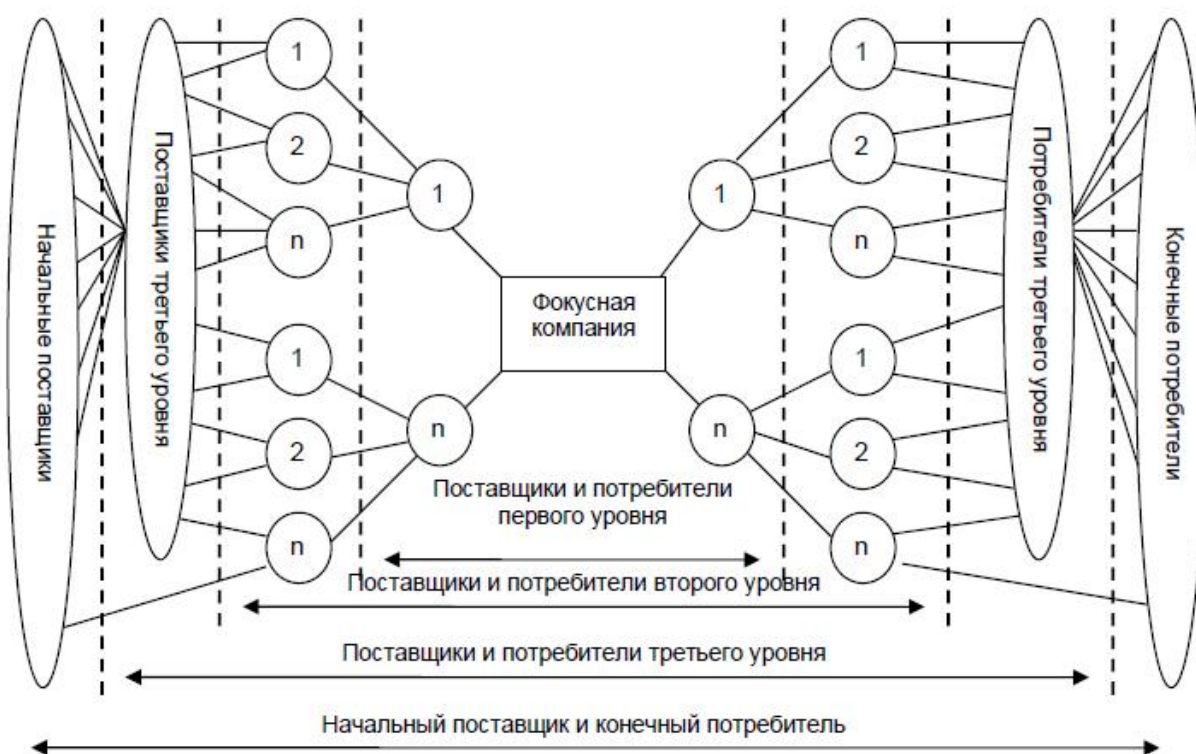 Начальные поставщики
Поставщики третьего уровня
1
2
n
1
2
n
1
n
Фокусная
компания
1
n
1
2
n
1
2
n
Потребители третьего уровня
Конечные потребители
Поставщики и потребители
первого уровня
Поставщики и потребители второго уровня
Поставщики и потребители третьего уровня
Начальный поставщик и конечный потребитель